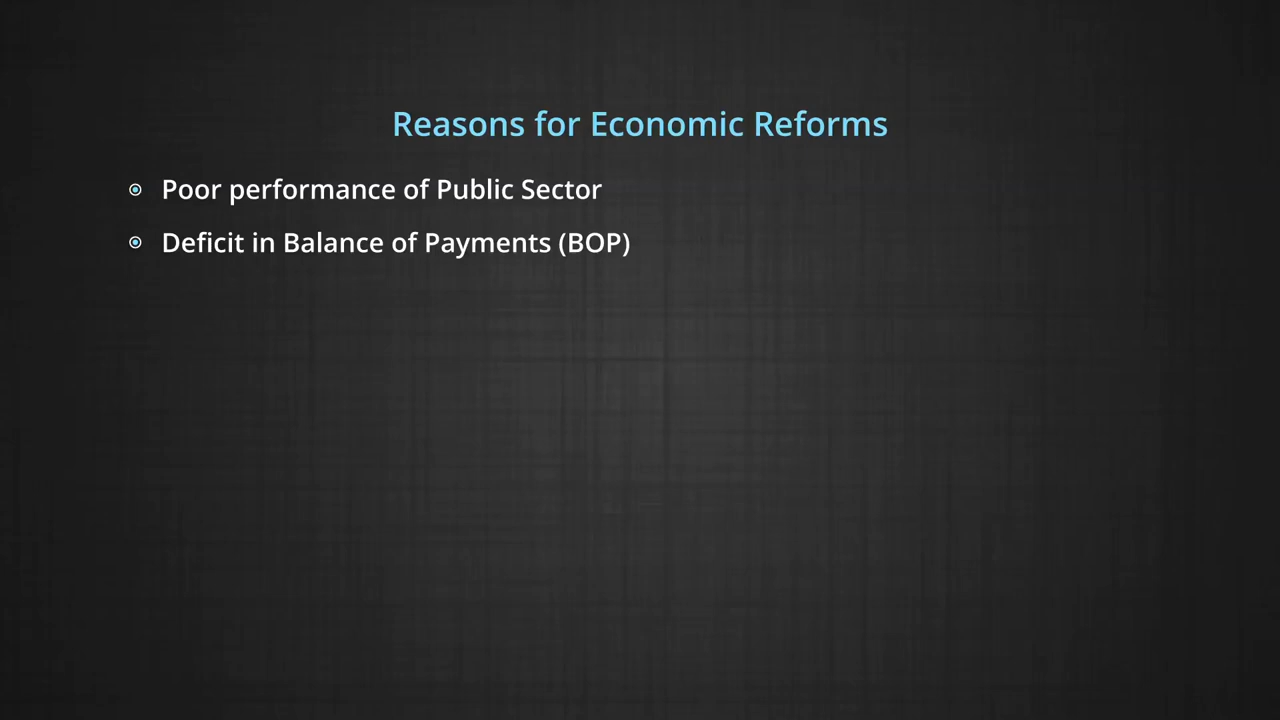 Reasons for Economic Reforms
Poor performance of Public Sector
Deficit in Balance of Payments (BOP)